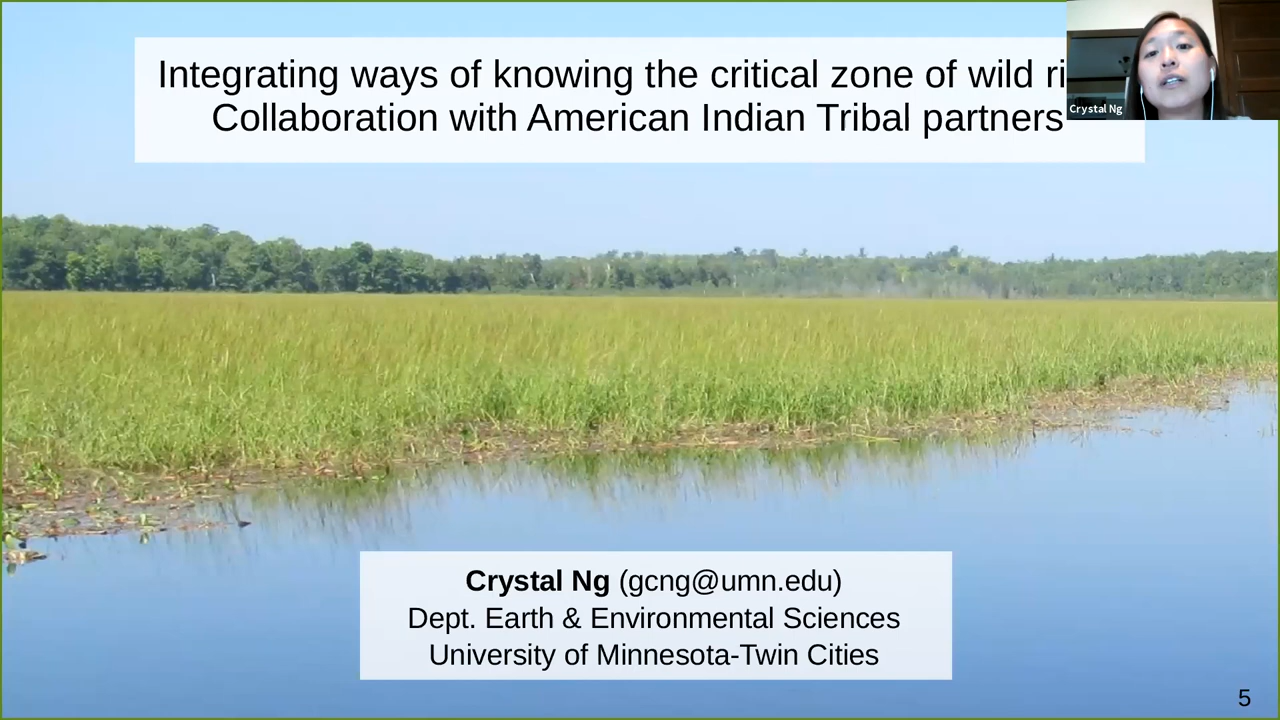 Integrating ways of knowing the critical zone of wild
Collaboration with American Indian Tribal partners
Crystal Ng
Crystal Ng (gcng@umn.edu)
Dept. Earth & Environmental Sciences
University of Minnesota-Twin Cities
5